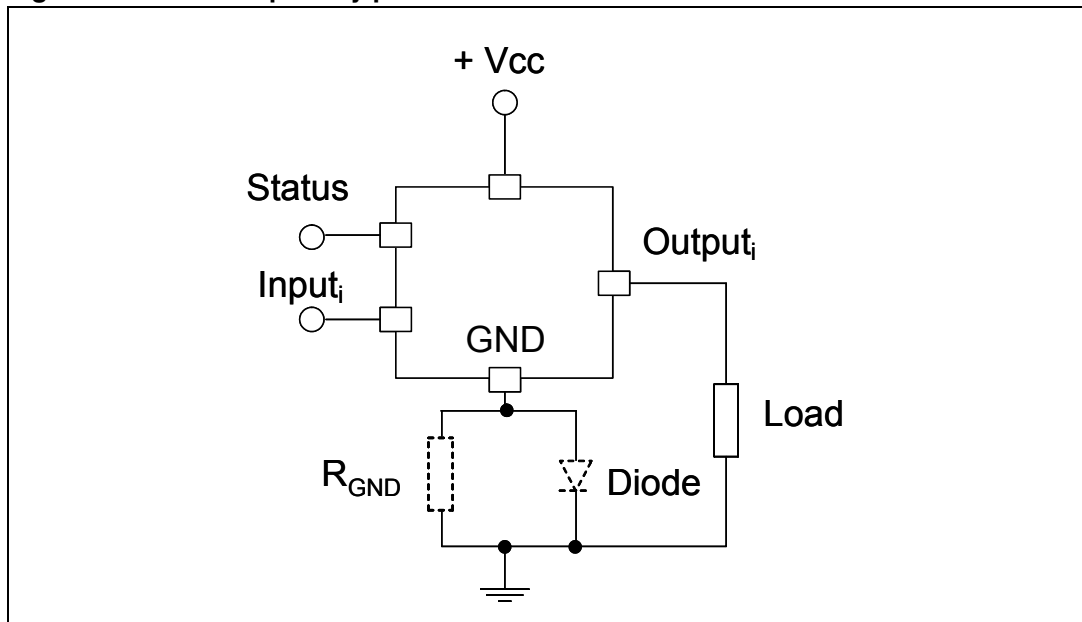 + Vcc
Status
Outputᵢ
Inputᵢ
GND
Load
R_GND
Diode